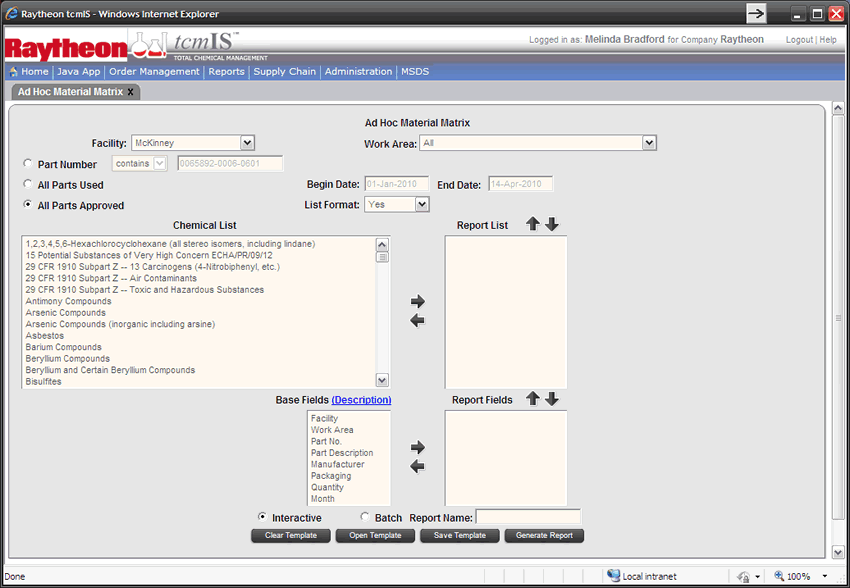 Raytheon tcmIS - Windows Internet Explorer
Raytheon tcmIS™
TOTAL CHEMICAL MANAGEMENT
Logged in as: Melinda Bradford for Company Raytheon Logout | Help
Home | Java App | Order Management | Reports | Supply Chain | Administration | MSDS
Ad Hoc Material Matrix X
Ad Hoc Material Matrix
Facility: McKinney Work Area: All
Part Number contains 0065892-0006-0601
All Parts Used Begin Date: 01-Jan-2010 End Date: 14-Apr-2010
All Parts Approved List Format: Yes
Chemical List Report List
1,2,3,4,5,6-Hexachlorocyclohexane (all stereo isomers, including lindane)
15 Potential Substances of Very High Concern ECHA/PR/09/12
29 CFR 1910 Subpart Z -- 13 Carcinogens (4-Nitrobiphenyl, etc.)
29 CFR 1910 Subpart Z -- Air Contaminants
29 CFR 1910 Subpart Z -- Toxic and Hazardous Substances
Antimony Compounds
Arsenic Compounds
Arsenic Compounds (inorganic including arsine)
Asbestos
Barium Compounds
Beryllium Compounds
Beryllium and Certain Beryllium Compounds
Bisulfites
Base Fields (Description) Report Fields
Facility
Work Area
Part No.
Part Description
Manufacturer
Packaging
Quantity
Month
Interactive Batch Report Name:
Clear Template Open Template Save Template Generate Report
Done Local intranet 100%